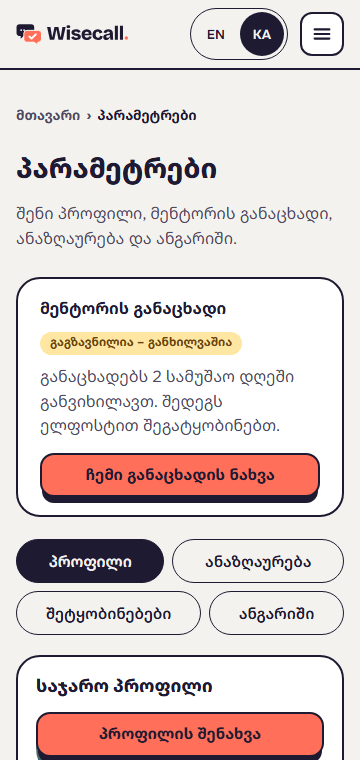 Wisecall.
EN
KA
მთავარი › პარამეტრები
პარამეტრები
შენი პროფილი, მენტორის განაცხადი,
ანაზღაურება და ანგარიში.
მენტორის განაცხადი
გაგზავნილია – განხილვაშია
განაცხადებს 2 სამუშაო დღეში
განვიხილავთ. შედეგს
ელფოსტით შეგატყობინებთ.
ჩემი განაცხადის ნახვა
პროფილი
ანაზღაურება
შეტყობინებები
ანგარიში
საჯარო პროფილი
პროფილის შენახვა